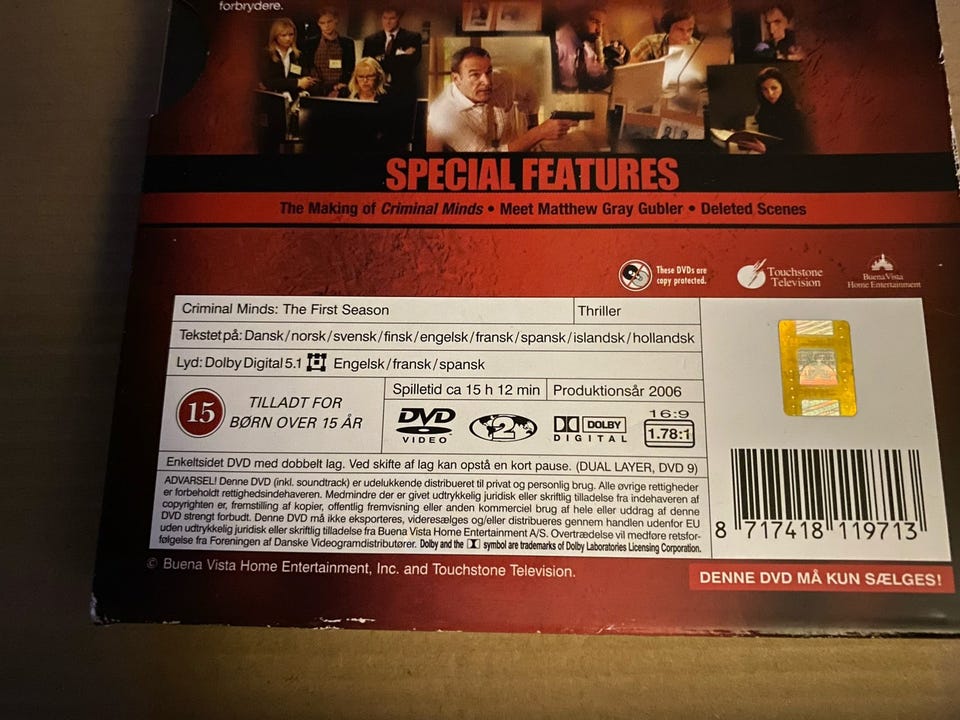 forbrydere.
SPECIAL FEATURES
The Making of Criminal Minds • Meet Matthew Gray Gubler • Deleted Scenes
These DVDs are
copy protected.
Touchstone
Television
Buena Vista
Home Entertainment
Criminal Minds: The First Season
Thriller
Tekstet på: Dansk/norsk/svensk/finsk/engelsk/fransk/spansk/islandsk/hollandsk
Lyd: Dolby Digital 5.1 Engelsk/fransk/spansk
15
TILLADT FOR
BØRN OVER 15 ÅR
Spilletid ca 15 h 12 min
Produktionsår 2006
DVD
VIDEO
2
DOLBY
DIGITAL
16:9
1.78:1
Enkeltsidet DVD med dobbelt lag. Ved skifte af lag kan opstå en kort pause. (DUAL LAYER, DVD 9)
ADVARSEL! Denne DVD (inkl. soundtrack) er udelukkende distribueret til privat og personlig brug. Alle øvrige rettigheder
er forbeholdt rettighedsindehaveren. Medmindre der er givet udtrykkelig juridisk eller skriftlig tilladelse fra indehaveren af
copyrighten er, fremstilling af kopier, offentlig fremvisning eller anden kommerciel brug af hele eller uddrag af denne
DVD strengt forbudt. Denne DVD må ikke eksporteres, videresælges og/eller distribueres gennem handlen udenfor EU
uden udtrykkelig juridisk eller skriftlig tilladelse fra Buena Vista Home Entertainment A/S. Overtrædelse vil medføre retsfor-
følgelse fra Foreningen af Danske Videogramdistributører. Dolby and the symbol are trademarks of Dolby Laboratories Licensing Corporation.
8 717418 119713
© Buena Vista Home Entertainment, Inc. and Touchstone Television.
DENNE DVD MÅ KUN SÆLGES!